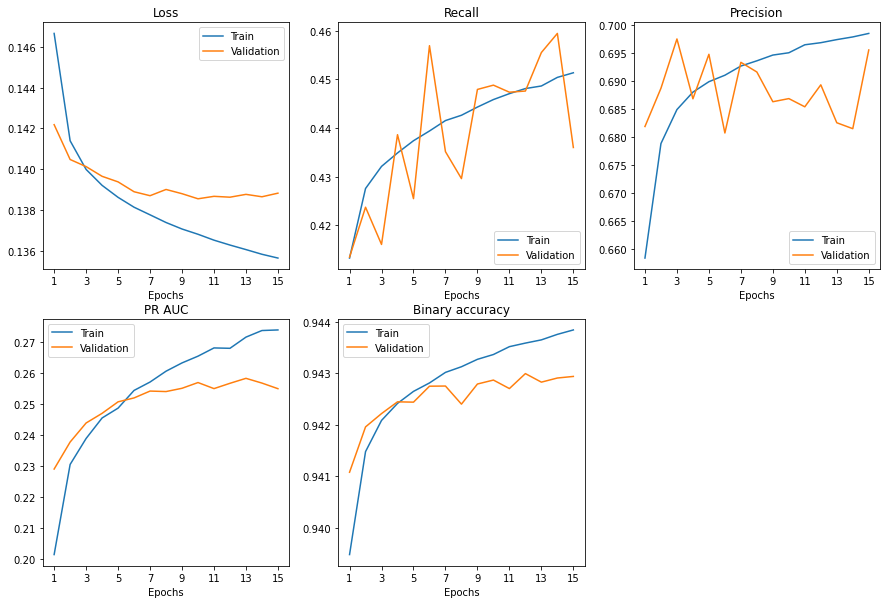 Loss
0.146
0.144
0.142
0.140
0.138
0.136
Train
Validation
1 3 5 7 9 11 13 15
Epochs
Recall
0.46
0.45
0.44
0.43
0.42
Train
Validation
1 3 5 7 9 11 13 15
Epochs
Precision
0.700
0.695
0.690
0.685
0.680
0.675
0.670
0.665
0.660
Train
Validation
1 3 5 7 9 11 13 15
Epochs
PR AUC
0.27
0.26
0.25
0.24
0.23
0.22
0.21
0.20
Train
Validation
1 3 5 7 9 11 13 15
Epochs
Binary accuracy
0.944
0.943
0.942
0.941
0.940
Train
Validation
1 3 5 7 9 11 13 15
Epochs